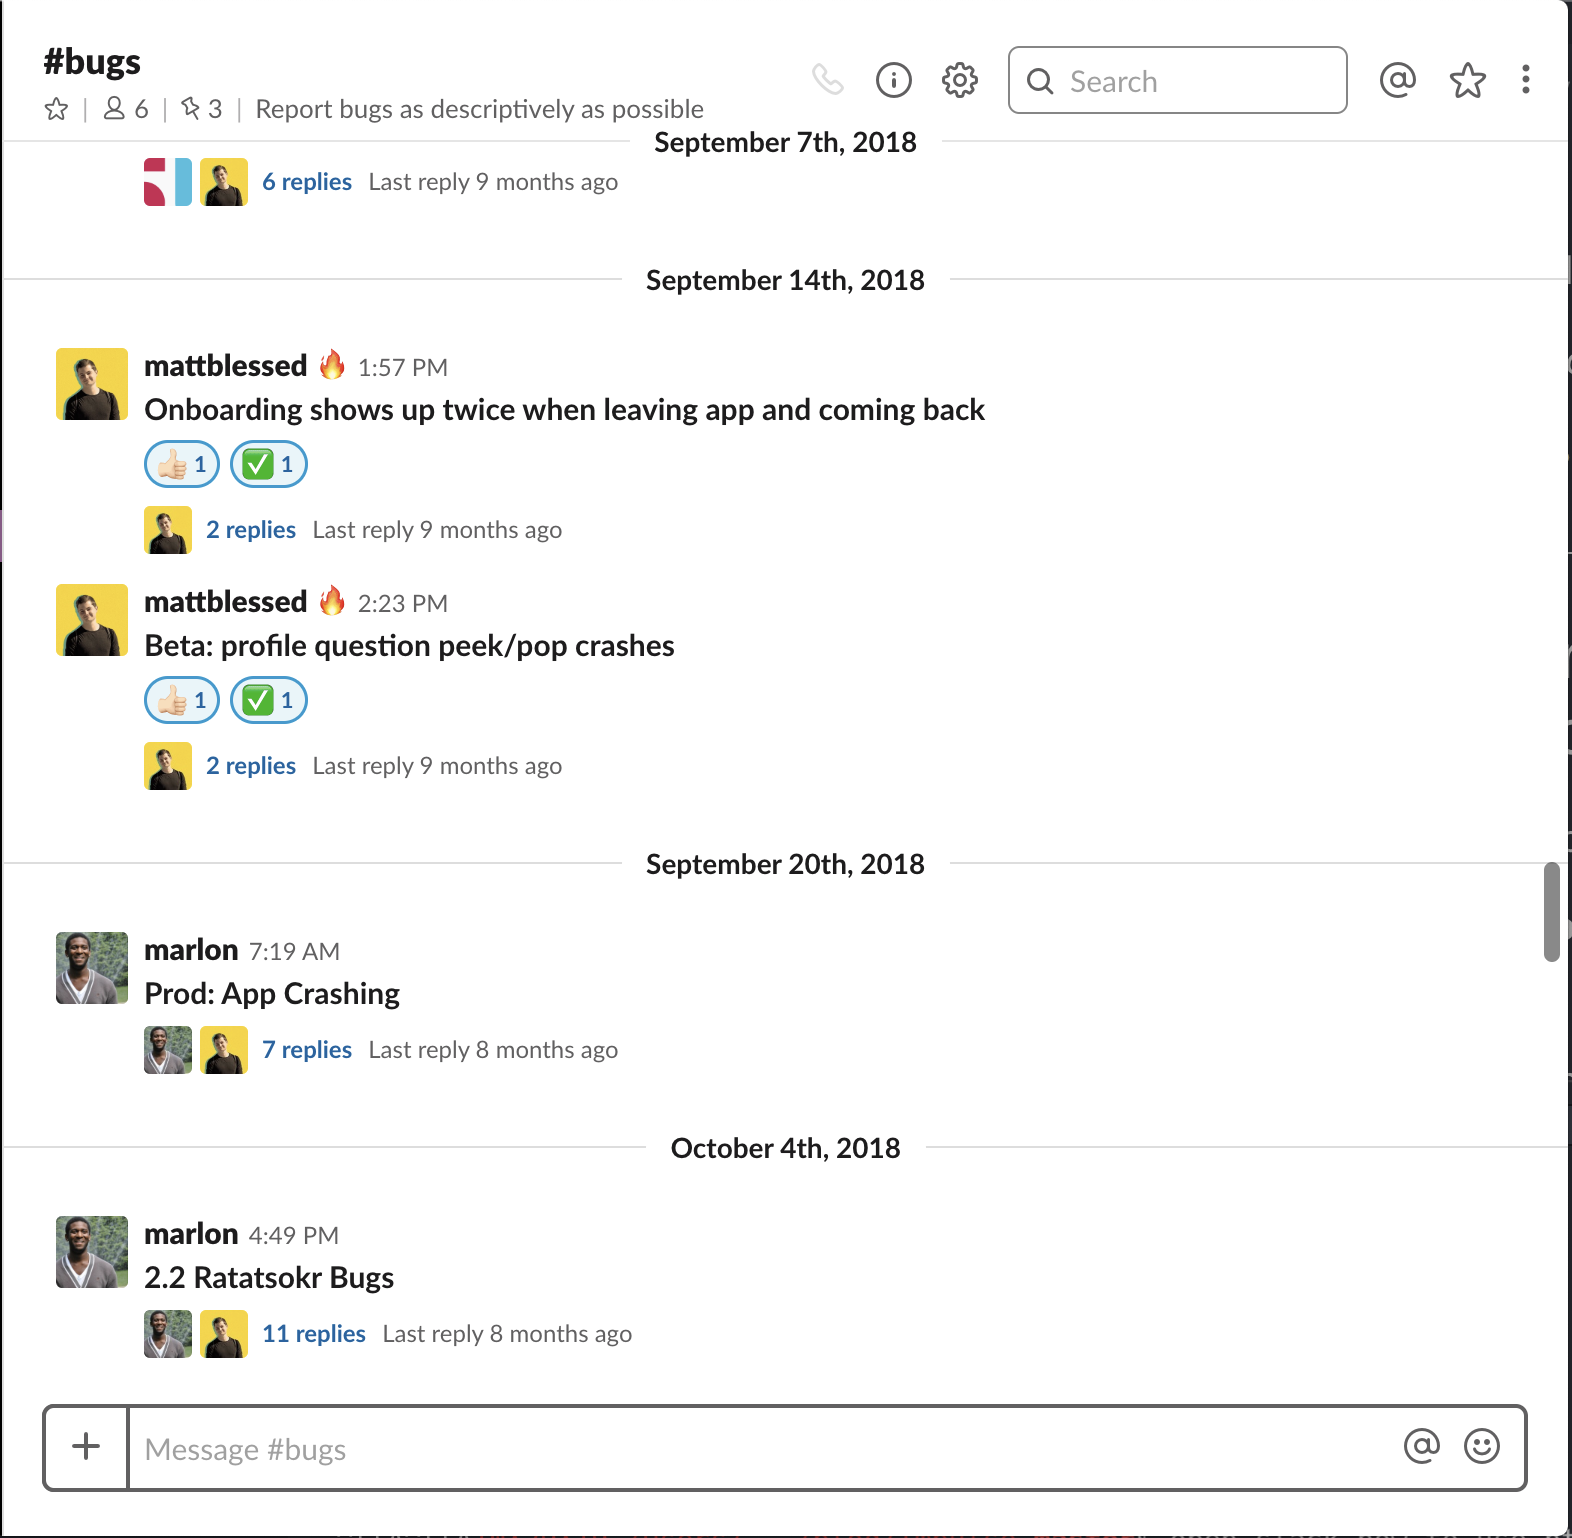 #bugs
6 | 3 | Report bugs as descriptively as possible
Search
September 7th, 2018
6 replies Last reply 9 months ago
September 14th, 2018
mattblessed 🔥 1:57 PM
Onboarding shows up twice when leaving app and coming back
👍🏻 1 ✅ 1
2 replies Last reply 9 months ago
mattblessed 🔥 2:23 PM
Beta: profile question peek/pop crashes
👍🏻 1 ✅ 1
2 replies Last reply 9 months ago
September 20th, 2018
marlon 7:19 AM
Prod: App Crashing
7 replies Last reply 8 months ago
October 4th, 2018
marlon 4:49 PM
2.2 Ratatsokr Bugs
11 replies Last reply 8 months ago
Message #bugs